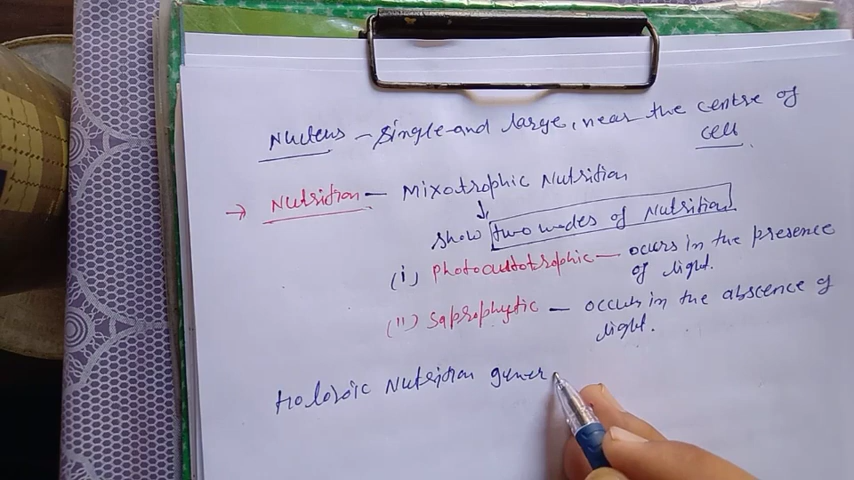 Nucleus - single and large, near the centre of
cell.
→ Nutrition - Mixotrophic Nutrition
↓
show two modes of Nutrition
(i) Photoautotrophic - occurs in the presence
of light.
(ii) saprophytic - occurs in the abscence of
light.
Holozoic Nutrition gener